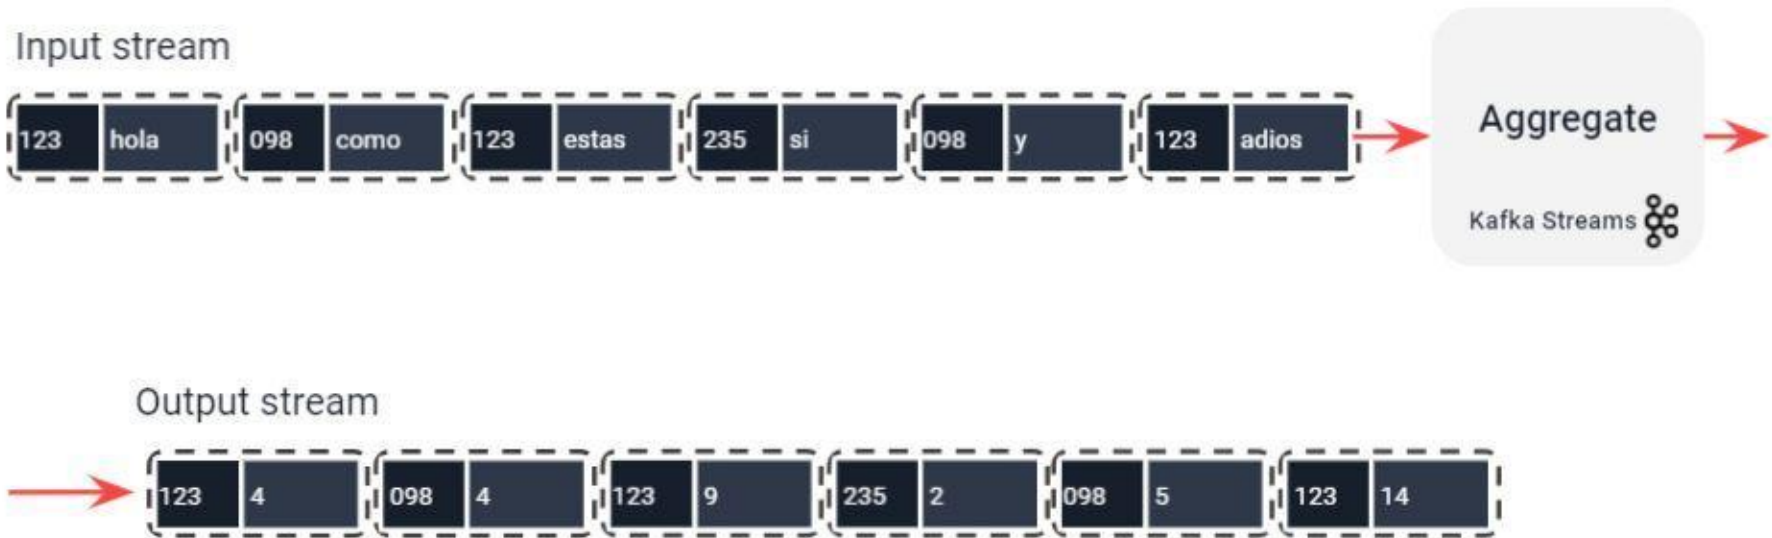 Input stream
123 hola 098 como 123 estas 235 si 098 y 123 adios
Aggregate
Kafka Streams
Output stream
123 4 098 4 123 9 235 2 098 5 123 14